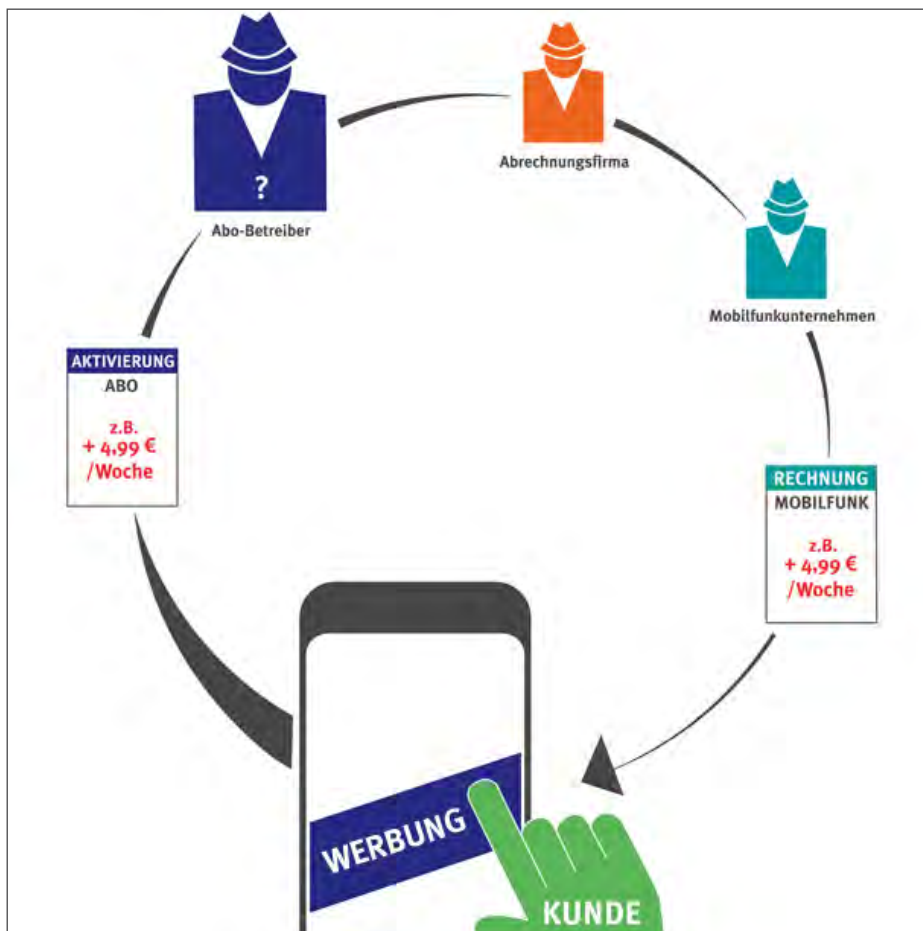 ?
Abo-Betreiber
Abrechnungsfirma
Mobilfunkunternehmen
AKTIVIERUNG
ABO
z.B.
+ 4,99 €
/Woche
RECHNUNG
MOBILFUNK
z.B.
+ 4,99 €
/Woche
WERBUNG
KUNDE